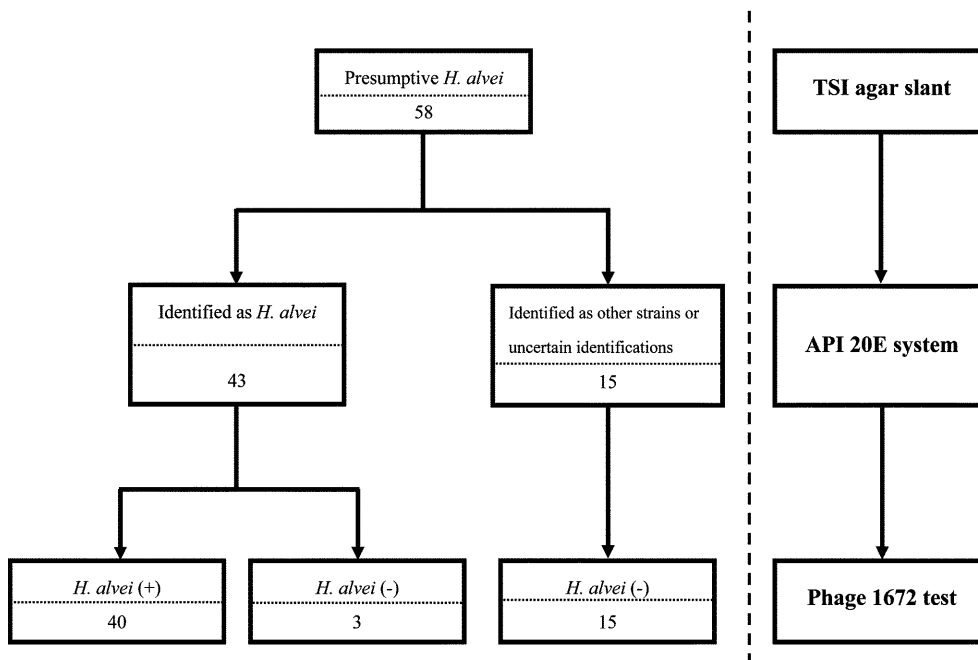 Presumptive H. alvei
58
TSI agar slant
Identified as H. alvei
43
Identified as other strains or
uncertain identifications
15
API 20E system
H. alvei (+)
40
H. alvei (-)
3
H. alvei (-)
15
Phage 1672 test